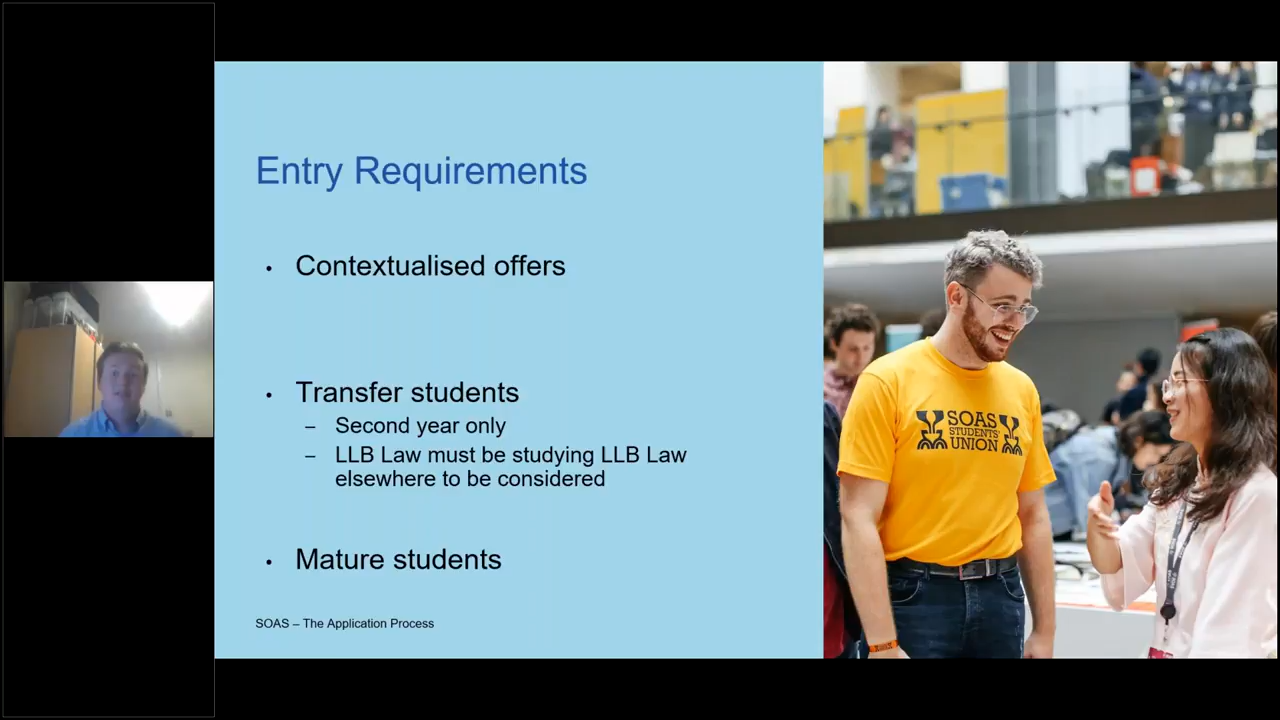 Entry Requirements
• Contextualised offers
• Transfer students
– Second year only
– LLB Law must be studying LLB Law
elsewhere to be considered
• Mature students
SOAS – The Application Process
SOAS
STUDENTS'
UNION